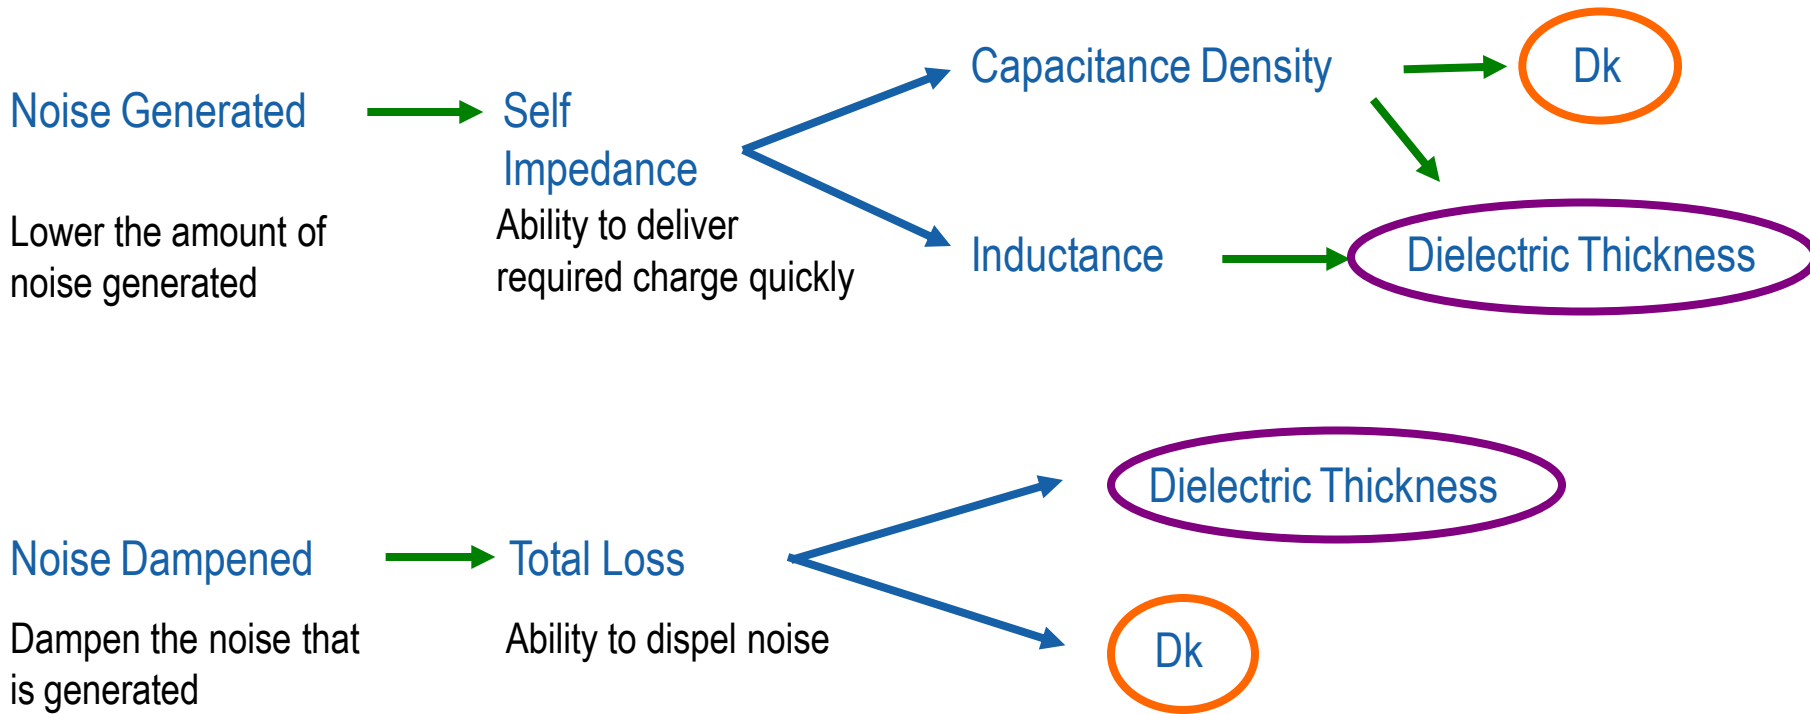 Noise Generated
Self
Impedance
Capacitance Density
Dk
Lower the amount of
noise generated
Ability to deliver
required charge quickly
Inductance
Dielectric Thickness
Noise Dampened
Total Loss
Dielectric Thickness
Dampen the noise that
is generated
Ability to dispel noise
Dk